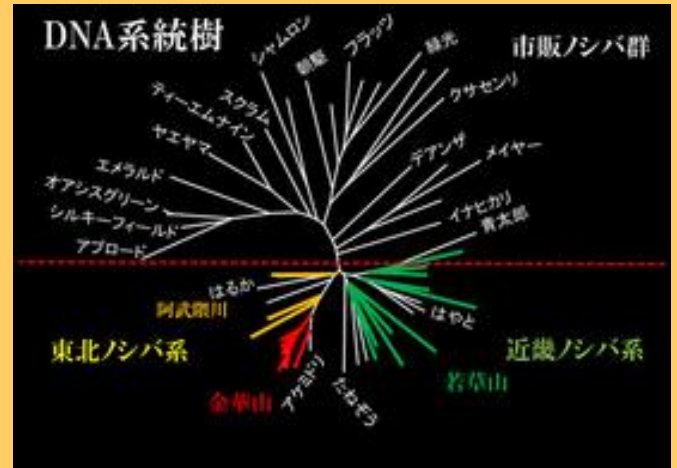 DNA系統樹
市販ノシバ群
シャムロン
朝駆
フラッツ
緑光
クサセンリ
スクラム
ティーエムナイン
ヤエヤマ
エメラルド
オアシスグリーン
シルキーフィールド
アブロード
デアンザ
メイヤー
イナヒカリ
青太郎
はるか
阿武隈川
はやと
東北ノシバ系
近畿ノシバ系
金華山
アケミドリ
たねぞう
若草山